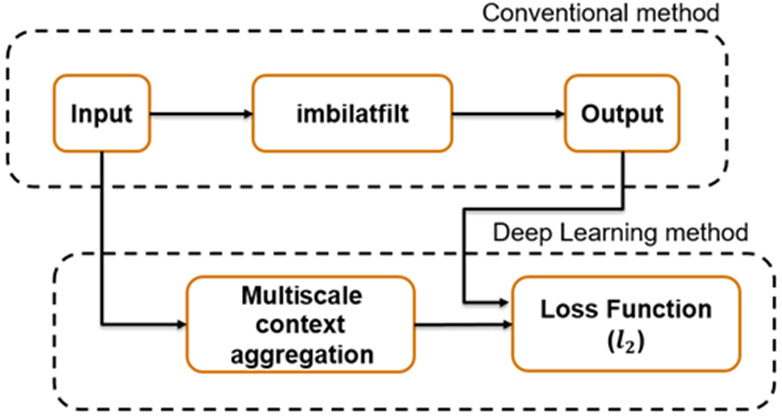 Conventional method
Input
imbilatfilt
Output
Deep Learning method
Multiscale
context
aggregation
Loss Function
(l₂)